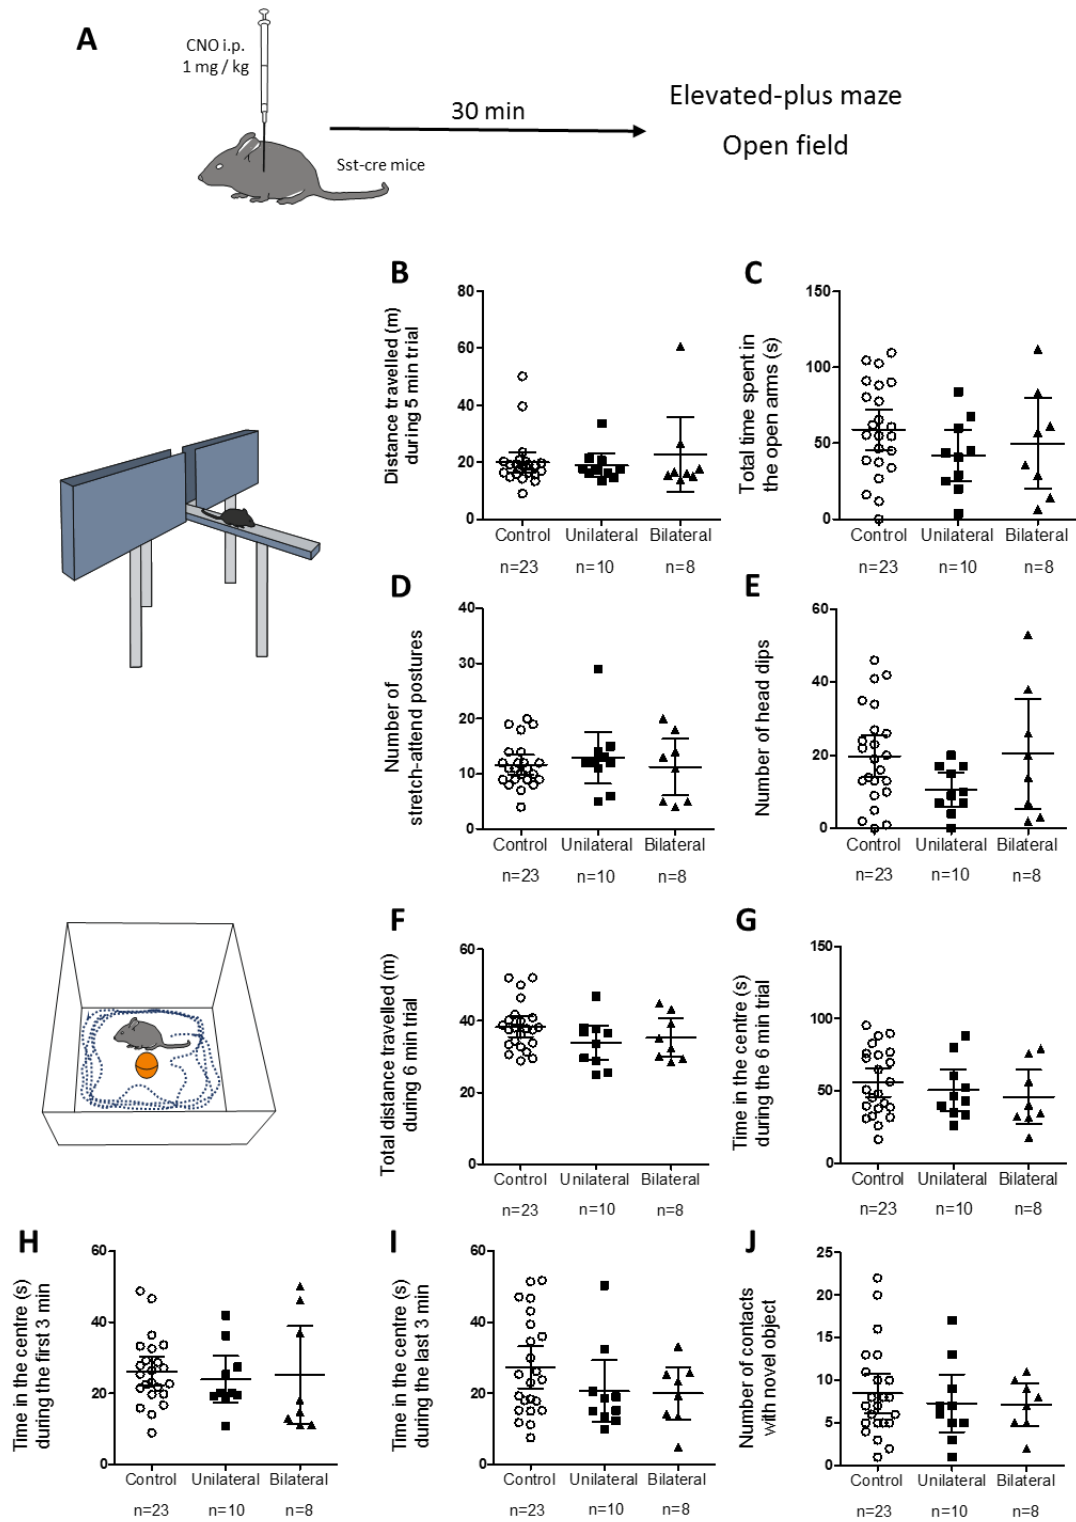 A
CNO i.p.
1 mg / kg
30 min
Elevated-plus maze
Open field
Sst-cre mice
B
Distance travelled (m)
during 5 min trial
80
60
40
20
0
Control Unilateral Bilateral
n=23 n=10 n=8
C
Total time spent in
the open arms (s)
150
100
50
0
Control Unilateral Bilateral
n=23 n=10 n=8
D
Number of
stretch-attend postures
40
30
20
10
0
Control Unilateral Bilateral
n=23 n=10 n=8
E
Number of head dips
60
40
20
0
Control Unilateral Bilateral
n=23 n=10 n=8
F
Total distance travelled (m)
during 6 min trial
60
40
20
0
Control Unilateral Bilateral
n=23 n=10 n=8
G
Time in the centre (s)
during the 6 min trial
150
100
50
0
Control Unilateral Bilateral
n=23 n=10 n=8
H
Time in the centre (s)
during the first 3 min
60
40
20
0
Control Unilateral Bilateral
n=23 n=10 n=8
I
Time in the centre (s)
during the last 3 min
60
40
20
0
Control Unilateral Bilateral
n=23 n=10 n=8
J
Number of contacts
with novel object
25
20
15
10
5
0
Control Unilateral Bilateral
n=23 n=10 n=8